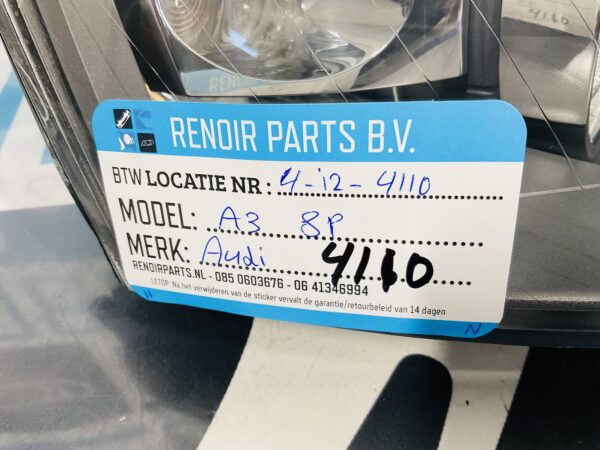 4110
RENOIR PARTS B.V.
BTW LOCATIE NR: 4-12-4110
MODEL: A3 8P
MERK: Audi 4110
RENOIRPARTS.NL - 085 0603676 - 06 41346994
LETOP: Na het verwijderen van de sticker vervalt de garantie/retourbeleid van 14 dagen
N